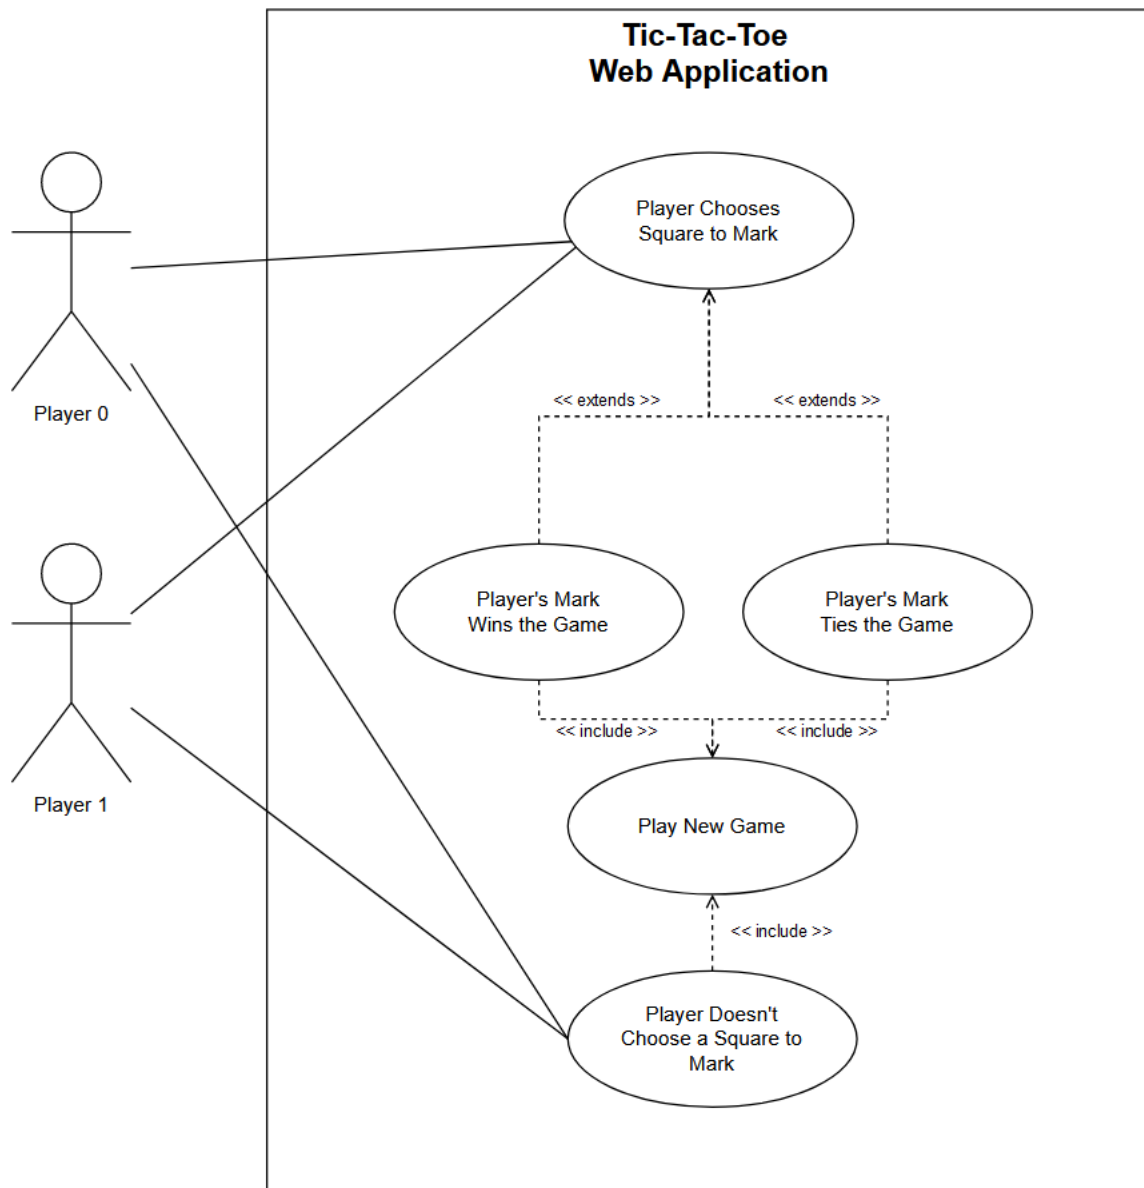 Tic-Tac-Toe
Web Application
Player Chooses
Square to Mark
Player 0
<< extends >>
<< extends >>
Player's Mark
Wins the Game
Player's Mark
Ties the Game
<< include >>
<< include >>
Player 1
Play New Game
<< include >>
Player Doesn't
Choose a Square to
Mark